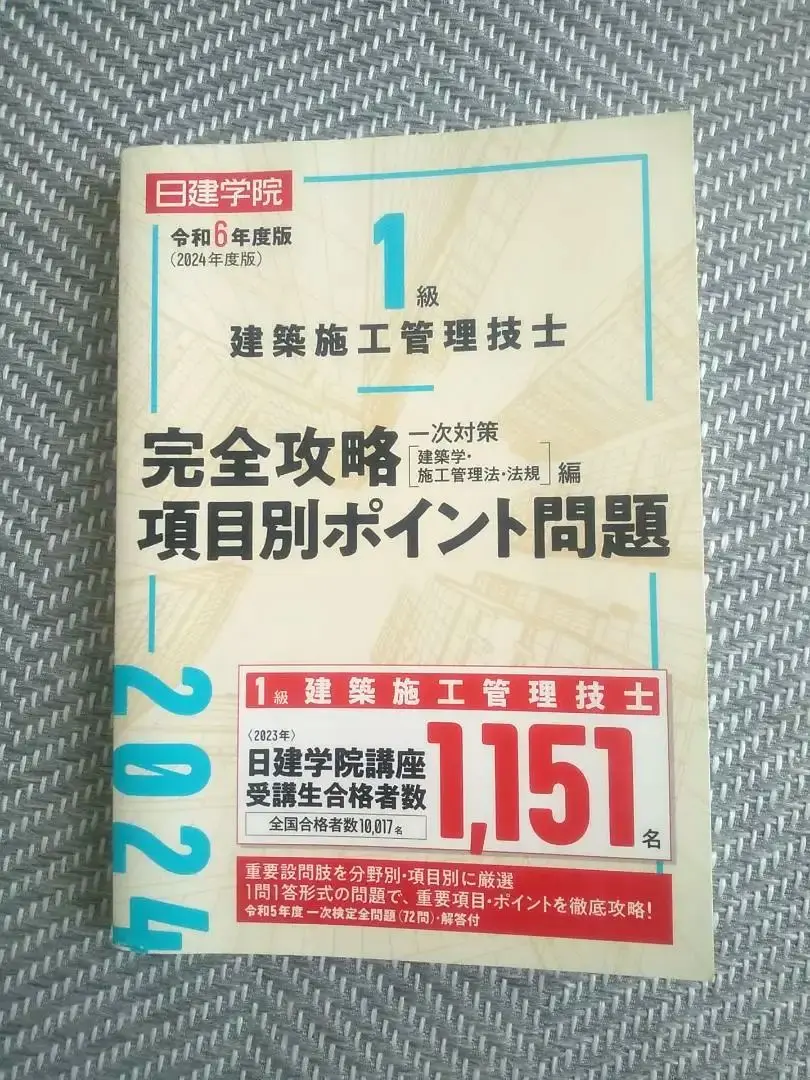 日建学院
令和6年度版
(2024年度版)
1級
建築施工管理技士
完全攻略
一次対策
[建築学・
施工管理法・法規]編
項目別ポイント問題
2024
1級 建築施工管理技士
〈2023年〉
日建学院講座
受講生合格者数
1,151名
全国合格者数10,017名
重要設問肢を分野別・項目別に厳選
1問1答形式の問題で、重要項目・ポイントを徹底攻略!
令和5年度 一次検定全問題(72問)・解答付